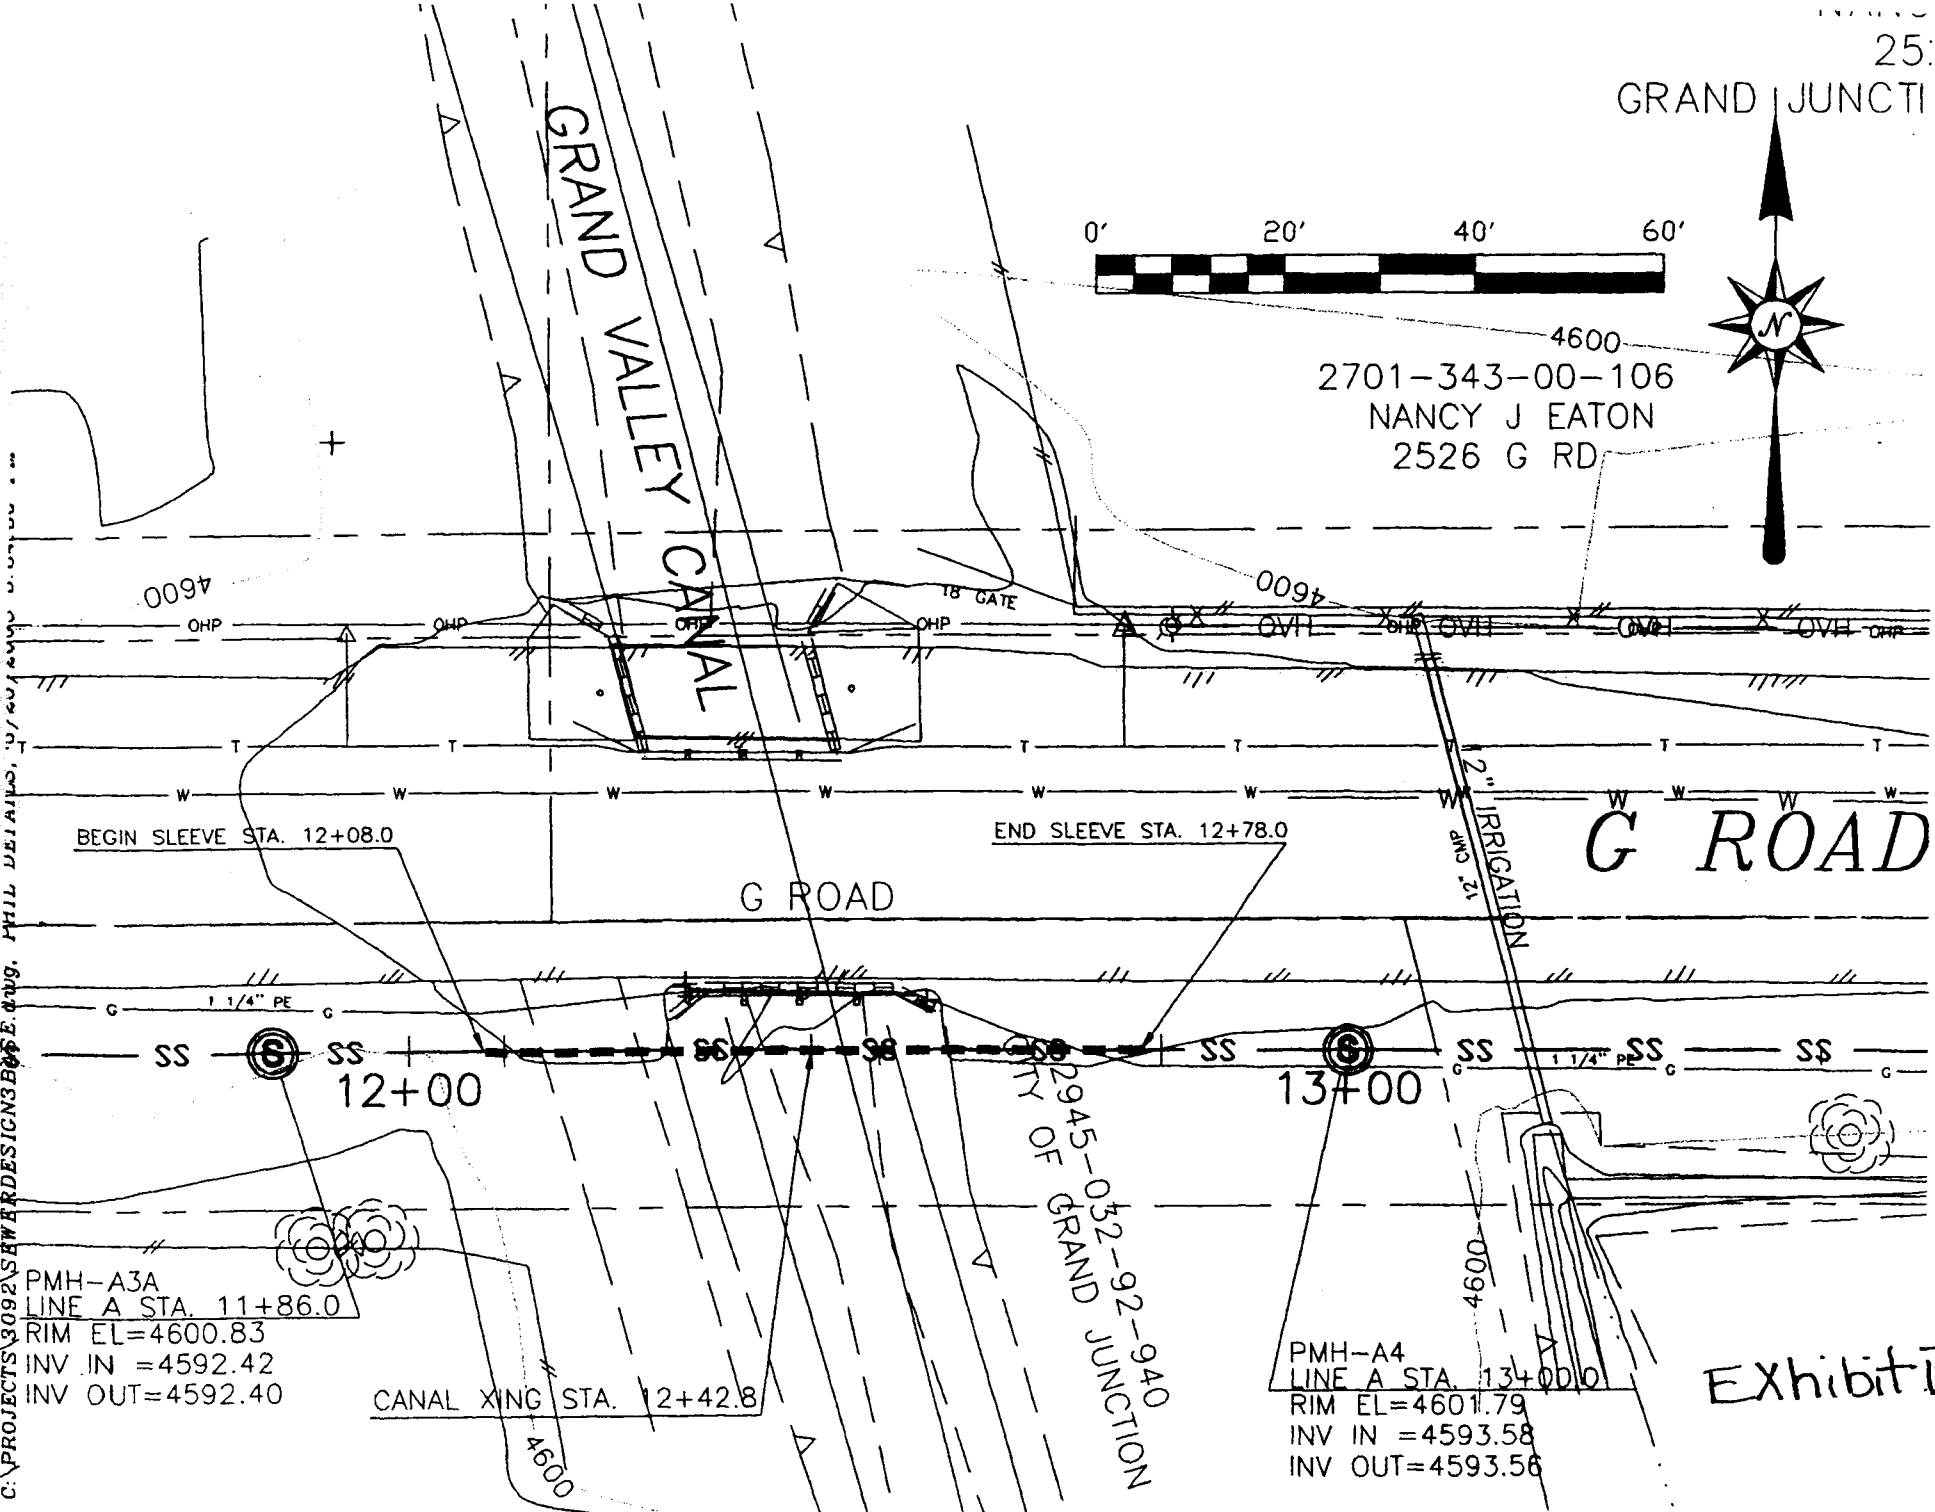 GRAND JUNCTI
0' 20' 40' 60'
N
4600
2701-343-00-106
NANCY J EATON
2526 G RD
GRAND VALLEY CANAL
4600
4600
18" GATE
OHP OHP OHP OHP OVH OHP OVH OVH OHP
T T T T T T T T
W W W W W W W W W
W W W
12" IRRIGATION
12" CMP
BEGIN SLEEVE STA. 12+08.0
END SLEEVE STA. 12+78.0
G ROAD
G ROAD
G 1 1/4" PE G
SS S SS SS SS SS SS S SS SS SS
1 1/4" PE
G G G
12+00
13+00
2945-032-92-940
CITY OF GRAND JUNCTION
4600
4600
PMH-A3A
LINE A STA. 11+86.0
RIM EL=4600.83
INV IN =4592.42
INV OUT=4592.40
CANAL XING STA. 12+42.8
PMH-A4
LINE A STA. 13+00.0
RIM EL=4601.79
INV IN =4593.58
INV OUT=4593.56
Exhibit